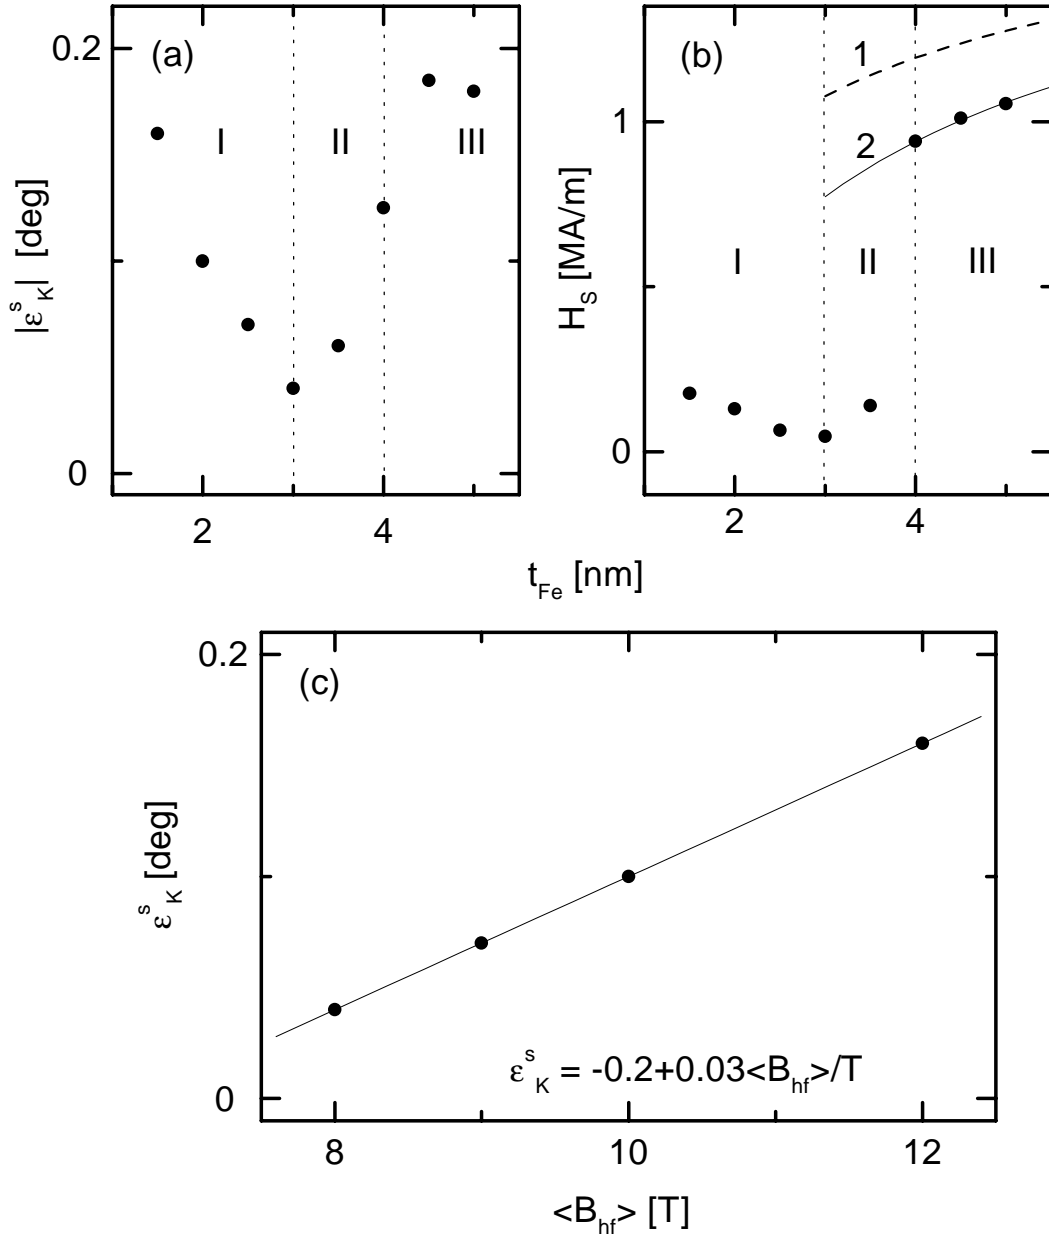 (a)
0.2
I
II
III
|ε^s_K| [deg]
0
2
4
(b)
1
2
1
I
II
III
H_S [MA/m]
0
2
4
t_Fe [nm]
(c)
0.2
ε^s_K [deg]
ε^s_K = -0.2+0.03<B_hf>/T
0
8
10
12
<B_hf> [T]